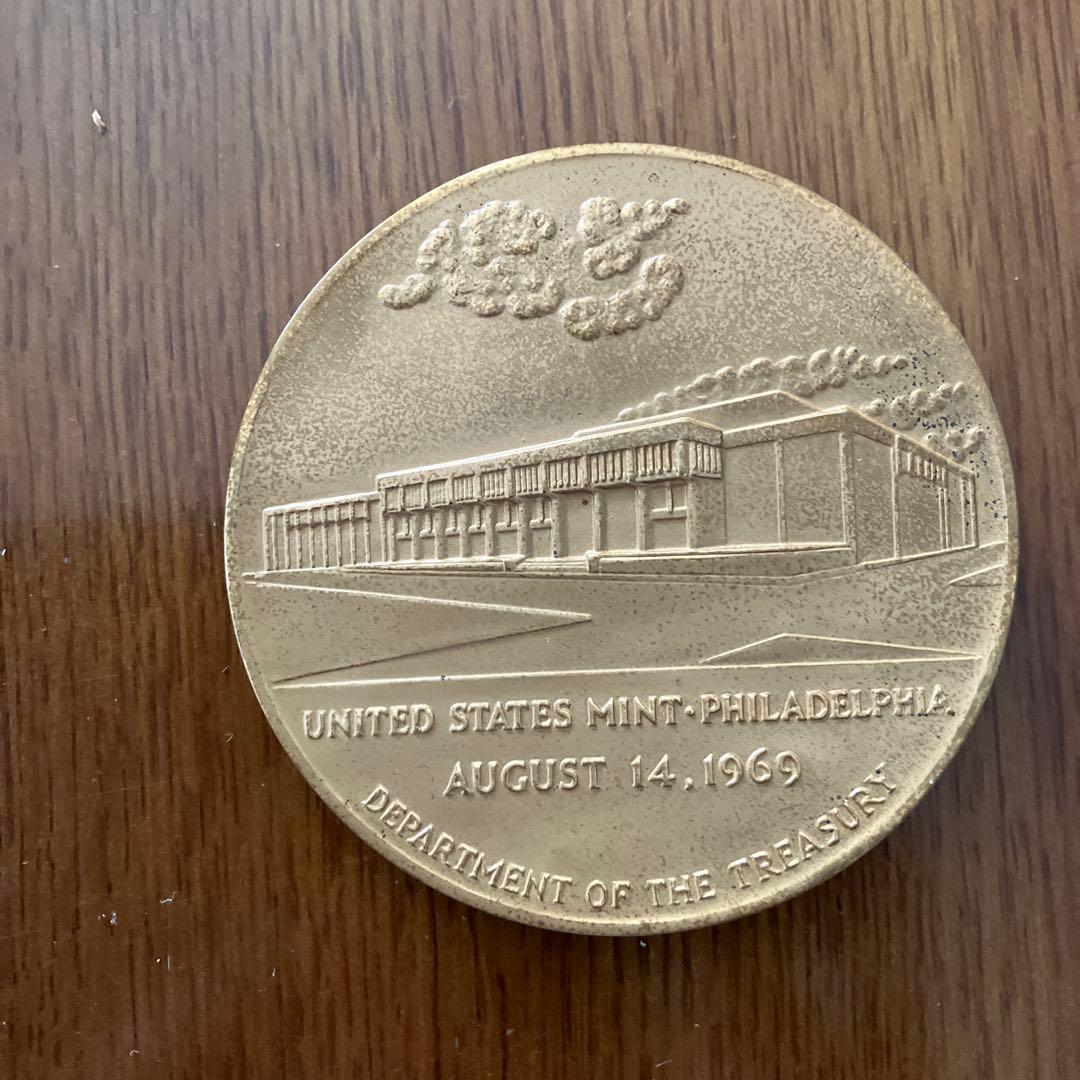 UNITED STATES MINT·PHILADELPHIA
AUGUST 14, 1969
DEPARTMENT OF THE TREASURY